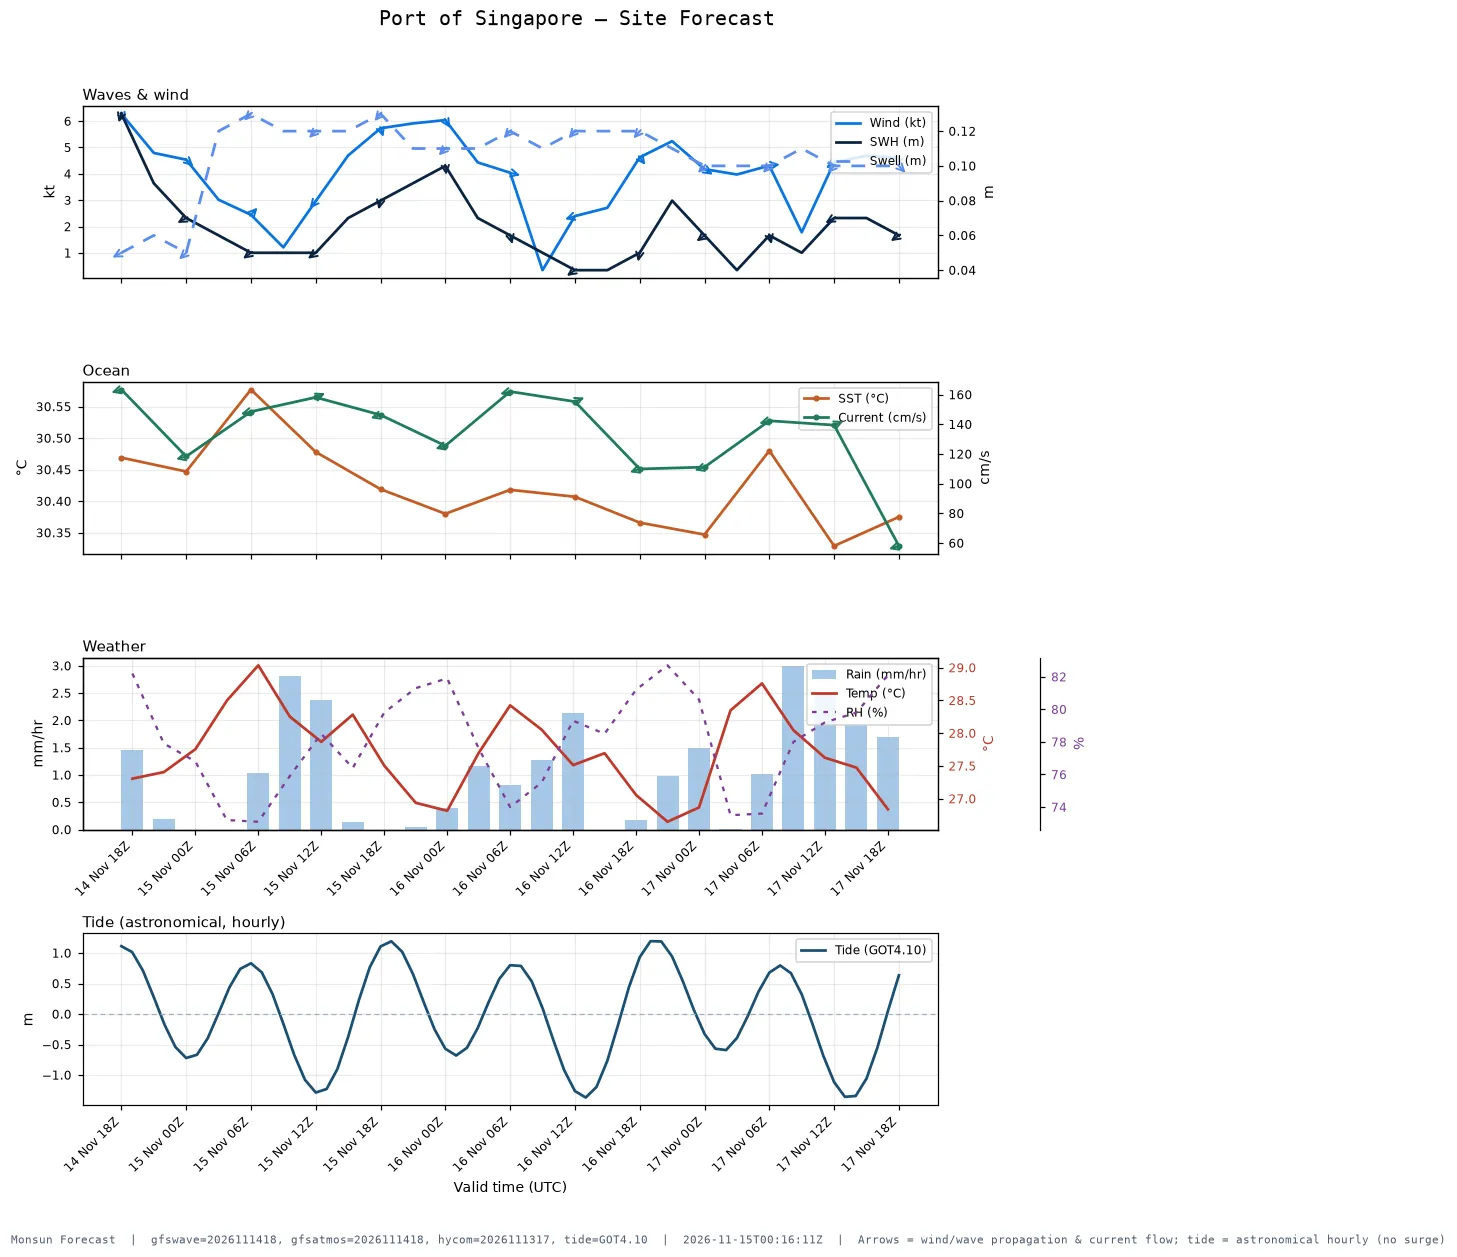 Port of Singapore — Site Forecast
Waves & wind
6
5
4
3
2
1
kt
0.12
0.10
0.08
0.06
0.04
m
Wind (kt)
SWH (m)
Swell (m)
Ocean
30.55
30.50
30.45
30.40
30.35
°C
160
140
120
100
80
60
cm/s
SST (°C)
Current (cm/s)
Weather
3.0
2.5
2.0
1.5
1.0
0.5
0.0
mm/hr
29.0
28.5
28.0
27.5
27.0
°C
82
80
78
76
74
%
Rain (mm/hr)
Temp (°C)
RH (%)
14 Nov 18Z
15 Nov 00Z
15 Nov 06Z
15 Nov 12Z
15 Nov 18Z
16 Nov 00Z
16 Nov 06Z
16 Nov 12Z
16 Nov 18Z
17 Nov 00Z
17 Nov 06Z
17 Nov 12Z
17 Nov 18Z
Tide (astronomical, hourly)
1.0
0.5
0.0
−0.5
−1.0
m
Tide (GOT4.10)
14 Nov 18Z
15 Nov 00Z
15 Nov 06Z
15 Nov 12Z
15 Nov 18Z
16 Nov 00Z
16 Nov 06Z
16 Nov 12Z
16 Nov 18Z
17 Nov 00Z
17 Nov 06Z
17 Nov 12Z
17 Nov 18Z
Valid time (UTC)
Monsun Forecast | gfswave=2026111418, gfsatmos=2026111418, hycom=2026111317, tide=GOT4.10 | 2026-11-15T00:16:11Z | Arrows = wind/wave propagation & current flow; tide = astronomical hourly (no surge)